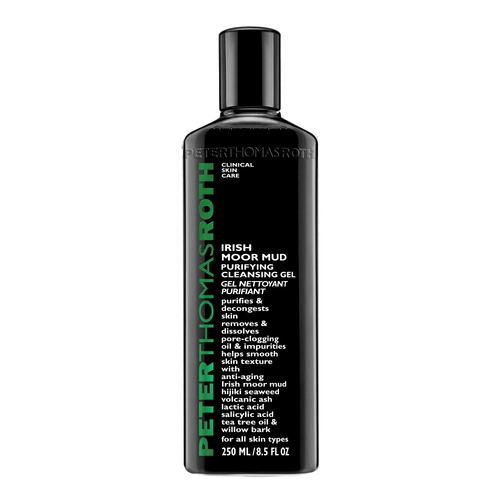 PETERTHOMASROTH
CLINICAL
SKIN
CARE
PETERTHOMASROTH
IRISH
MOOR MUD
PURIFYING
CLEANSING GEL
GEL NETTOYANT
PURIFIANT
purifies &
decongests
skin
removes &
dissolves
pore-clogging
oil & impurities
helps smooth
skin texture
with
anti-aging
Irish moor mud
hijiki seaweed
volcanic ash
lactic acid
salicylic acid
tea tree oil &
willow bark
for all skin types
250 ML/8.5 FL OZ